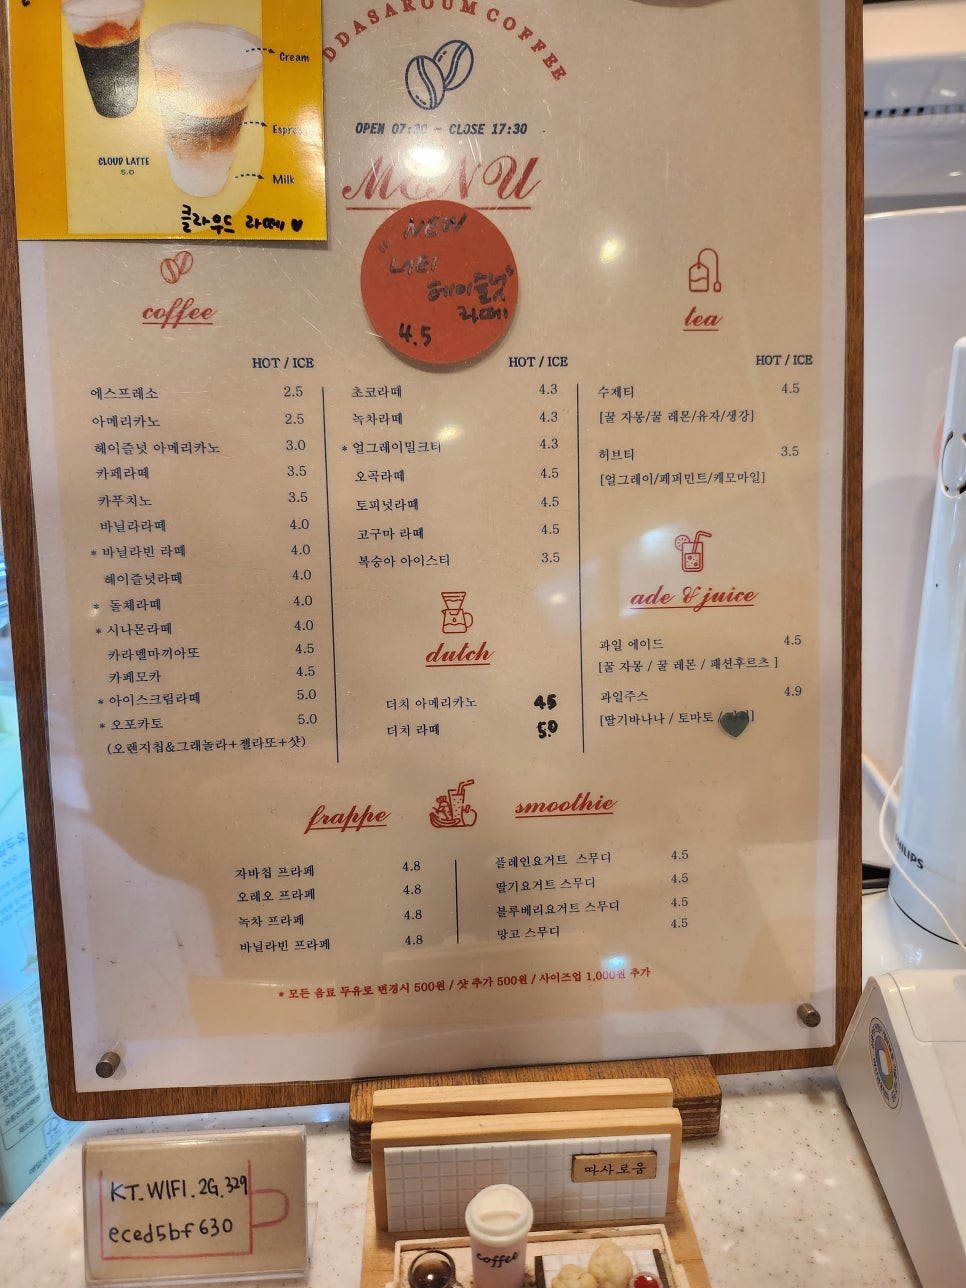 Cream
Espre
Milk
CLOUD LATTE
5.0
클라우드 라떼 ♥
DDASAROUM COFFEE
OPEN 07:30 ~ CLOSE 17:30
MENU
"NEW
너티
헤이즐넛"
라떼
4.5
coffee
HOT / ICE
에스프레소 2.5
아메리카노 2.5
헤이즐넛 아메리카노 3.0
카페라떼 3.5
카푸치노 3.5
바닐라라떼 4.0
* 바닐라빈 라떼 4.0
헤이즐넛라떼 4.0
* 돌체라떼 4.0
* 시나몬라떼 4.0
카라멜마끼아또 4.5
카페모카 4.5
* 아이스크림라떼 5.0
* 오포카토 5.0
(오렌지칩&그래놀라+젤라또+샷)
HOT / ICE
초코라떼 4.3
녹차라떼 4.3
* 얼그레이밀크티 4.3
오곡라떼 4.5
토피넛라떼 4.5
고구마 라떼 4.5
복숭아 아이스티 3.5
dutch
더치 아메리카노 4.5
더치 라떼 5.0
tea
HOT / ICE
수제티 4.5
[꿀 자몽/꿀 레몬/유자/생강]
허브티 3.5
[얼그레이/페퍼민트/캐모마일]
ade & juice
과일 에이드 4.5
[꿀 자몽 / 꿀 레몬 / 패션후르츠 ]
과일주스 4.9
[딸기바나나 / 토마토 / ]
frappe
자바칩 프라페 4.8
오레오 프라페 4.8
녹차 프라페 4.8
바닐라빈 프라페 4.8
smoothie
플레인요거트 스무디 4.5
딸기요거트 스무디 4.5
블루베리요거트 스무디 4.5
망고 스무디 4.5
* 모든 음료 두유로 변경시 500원 / 샷 추가 500원 / 사이즈업 1,000원 추가
PHILIPS
KT_WIFI_2G_329
eced5bf630
따사로움
coffee